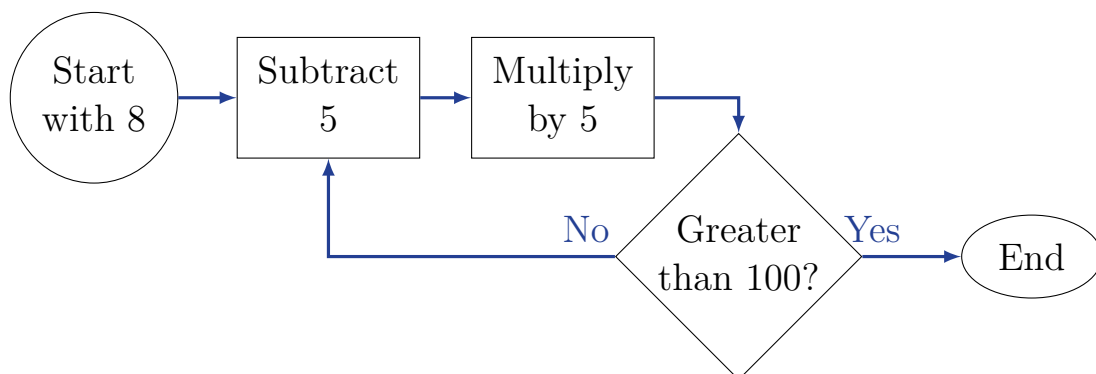 Start
with 8
Subtract
5
Multiply
by 5
No
Greater
than 100?
Yes
End